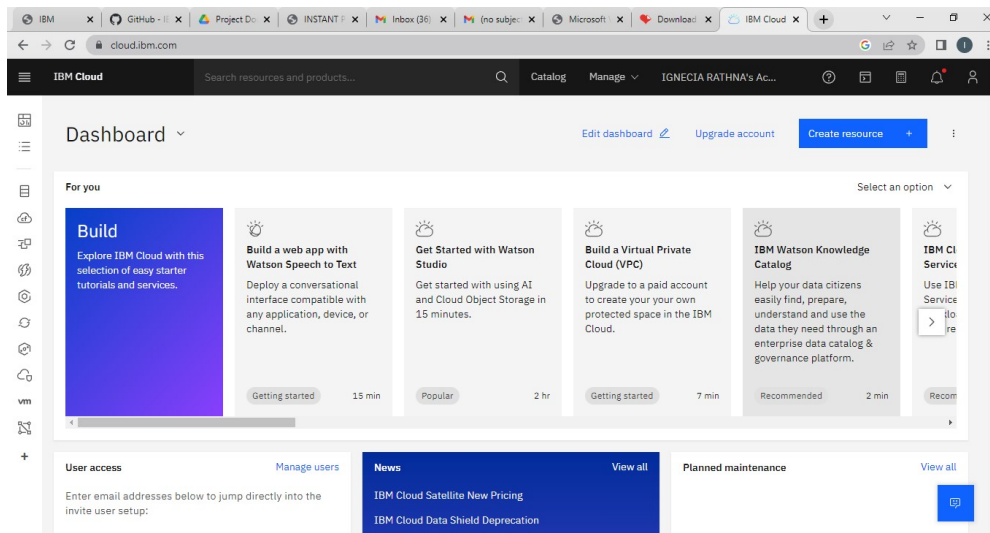 IBM
GitHub - I
Project Do
INSTANT P
Inbox (36)
(no subjec
Microsoft
Download
IBM Cloud
cloud.ibm.com
IBM Cloud
Search resources and products...
Catalog
Manage
IGNECIA RATHNA's Ac...
Dashboard
Edit dashboard
Upgrade account
Create resource +
For you
Select an option
Build
Explore IBM Cloud with this
selection of easy starter
tutorials and services.
Build a web app with
Watson Speech to Text
Deploy a conversational
interface compatible with
any application, device, or
channel.
Getting started 15 min
Get Started with Watson
Studio
Get started with using AI
and Cloud Object Storage in
15 minutes.
Popular 2 hr
Build a Virtual Private
Cloud (VPC)
Upgrade to a paid account
to create your your own
protected space in the IBM
Cloud.
Getting started 7 min
IBM Watson Knowledge
Catalog
Help your data citizens
easily find, prepare,
understand and use the
data they need through an
enterprise data catalog &
governance platform.
Recommended 2 min
IBM Cl
Service
Use IB
Service
Recom
vm
User access
Manage users
Enter email addresses below to jump directly into the
invite user setup:
News
View all
IBM Cloud Satellite New Pricing
IBM Cloud Data Shield Deprecation
Planned maintenance
View all